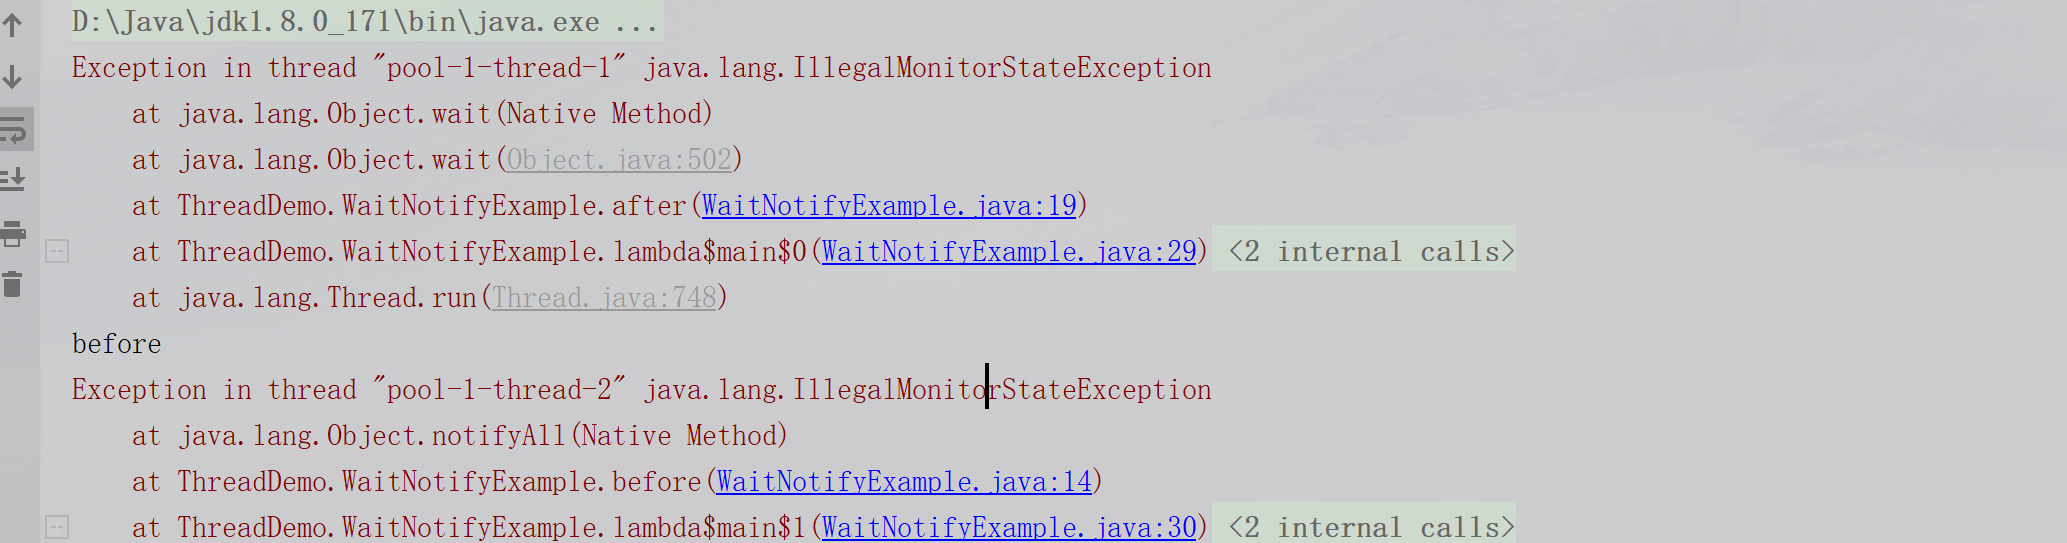 D:\Java\jdk1.8.0_171\bin\java.exe ...
Exception in thread "pool-1-thread-1" java.lang.IllegalMonitorStateException
    at java.lang.Object.wait(Native Method)
    at java.lang.Object.wait(Object.java:502)
    at ThreadDemo.WaitNotifyExample.after(WaitNotifyExample.java:19)
    at ThreadDemo.WaitNotifyExample.lambda$main$0(WaitNotifyExample.java:29) <2 internal calls>
    at java.lang.Thread.run(Thread.java:748)
before
Exception in thread "pool-1-thread-2" java.lang.IllegalMonitorStateException
    at java.lang.Object.notifyAll(Native Method)
    at ThreadDemo.WaitNotifyExample.before(WaitNotifyExample.java:14)
    at ThreadDemo.WaitNotifyExample.lambda$main$1(WaitNotifyExample.java:30) <2 internal calls>